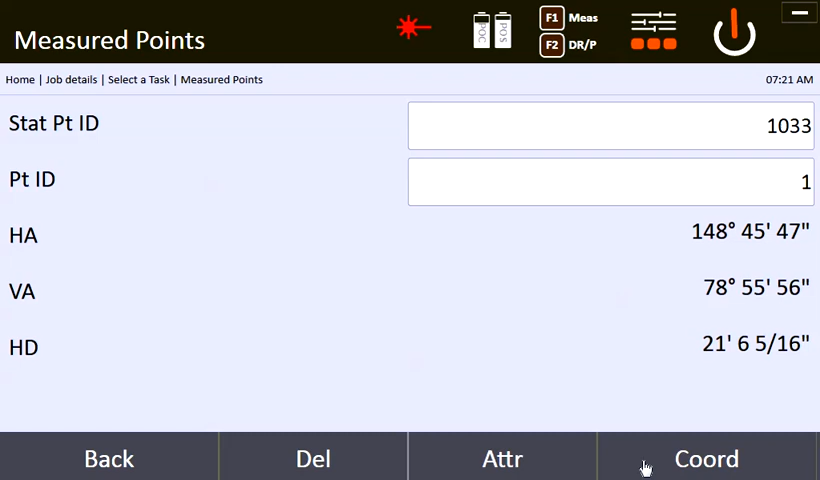 Measured Points
POC
POS
F1 Meas
F2 DR/P
Home | Job details | Select a Task | Measured Points
07:21 AM
Stat Pt ID
1033
Pt ID
1
HA
148° 45' 47"
VA
78° 55' 56"
HD
21' 6 5/16"
Back
Del
Attr
Coord